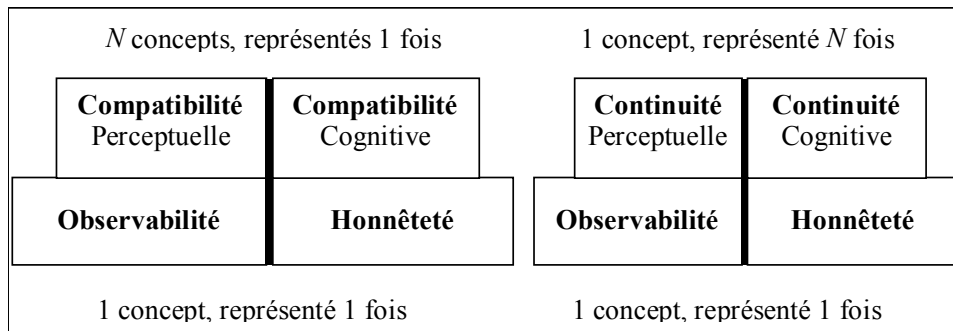 N concepts, représentés 1 fois
1 concept, représenté N fois
Compatibilité
Perceptuelle
Compatibilité
Cognitive
Continuité
Perceptuelle
Continuité
Cognitive
Observabilité
Honnêteté
Observabilité
Honnêteté
1 concept, représenté 1 fois
1 concept, représenté 1 fois